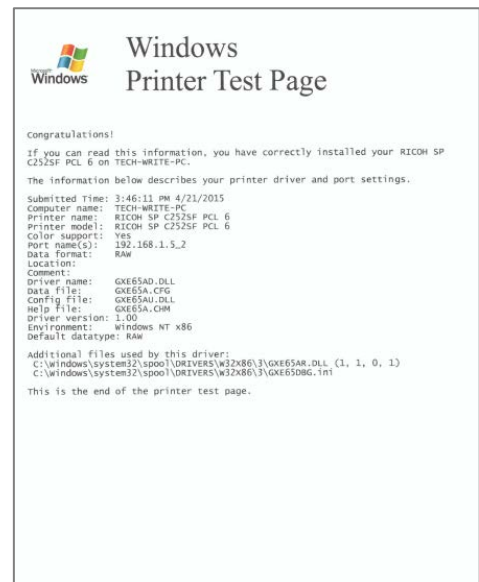 Windows
Printer Test Page
Microsoft
Windows
Congratulations!
If you can read this information, you have correctly installed your RICOH SP
C252SF PCL 6 on TECH-WRITE-PC.
The information below describes your printer driver and port settings.
Submitted Time: 3:46:11 PM 4/21/2015
Computer name: TECH-WRITE-PC
Printer name: RICOH SP C252SF PCL 6
Printer model: RICOH SP C252SF PCL 6
Color support: Yes
Port name(s): 192.168.1.5_2
Data format: RAW
Location:
Comment:
Driver name: GXE65AD.DLL
Data file: GXE65A.CFG
Config file: GXE65AU.DLL
Help file: GXE65A.CHM
Driver version: 1.00
Environment: Windows NT x86
Default datatype: RAW
Additional files used by this driver:
C:\Windows\system32\spool\DRIVERS\W32X86\3\GXE65AR.DLL (1, 1, 0, 1)
C:\Windows\system32\spool\DRIVERS\W32X86\3\GXE65DBG.ini
This is the end of the printer test page.